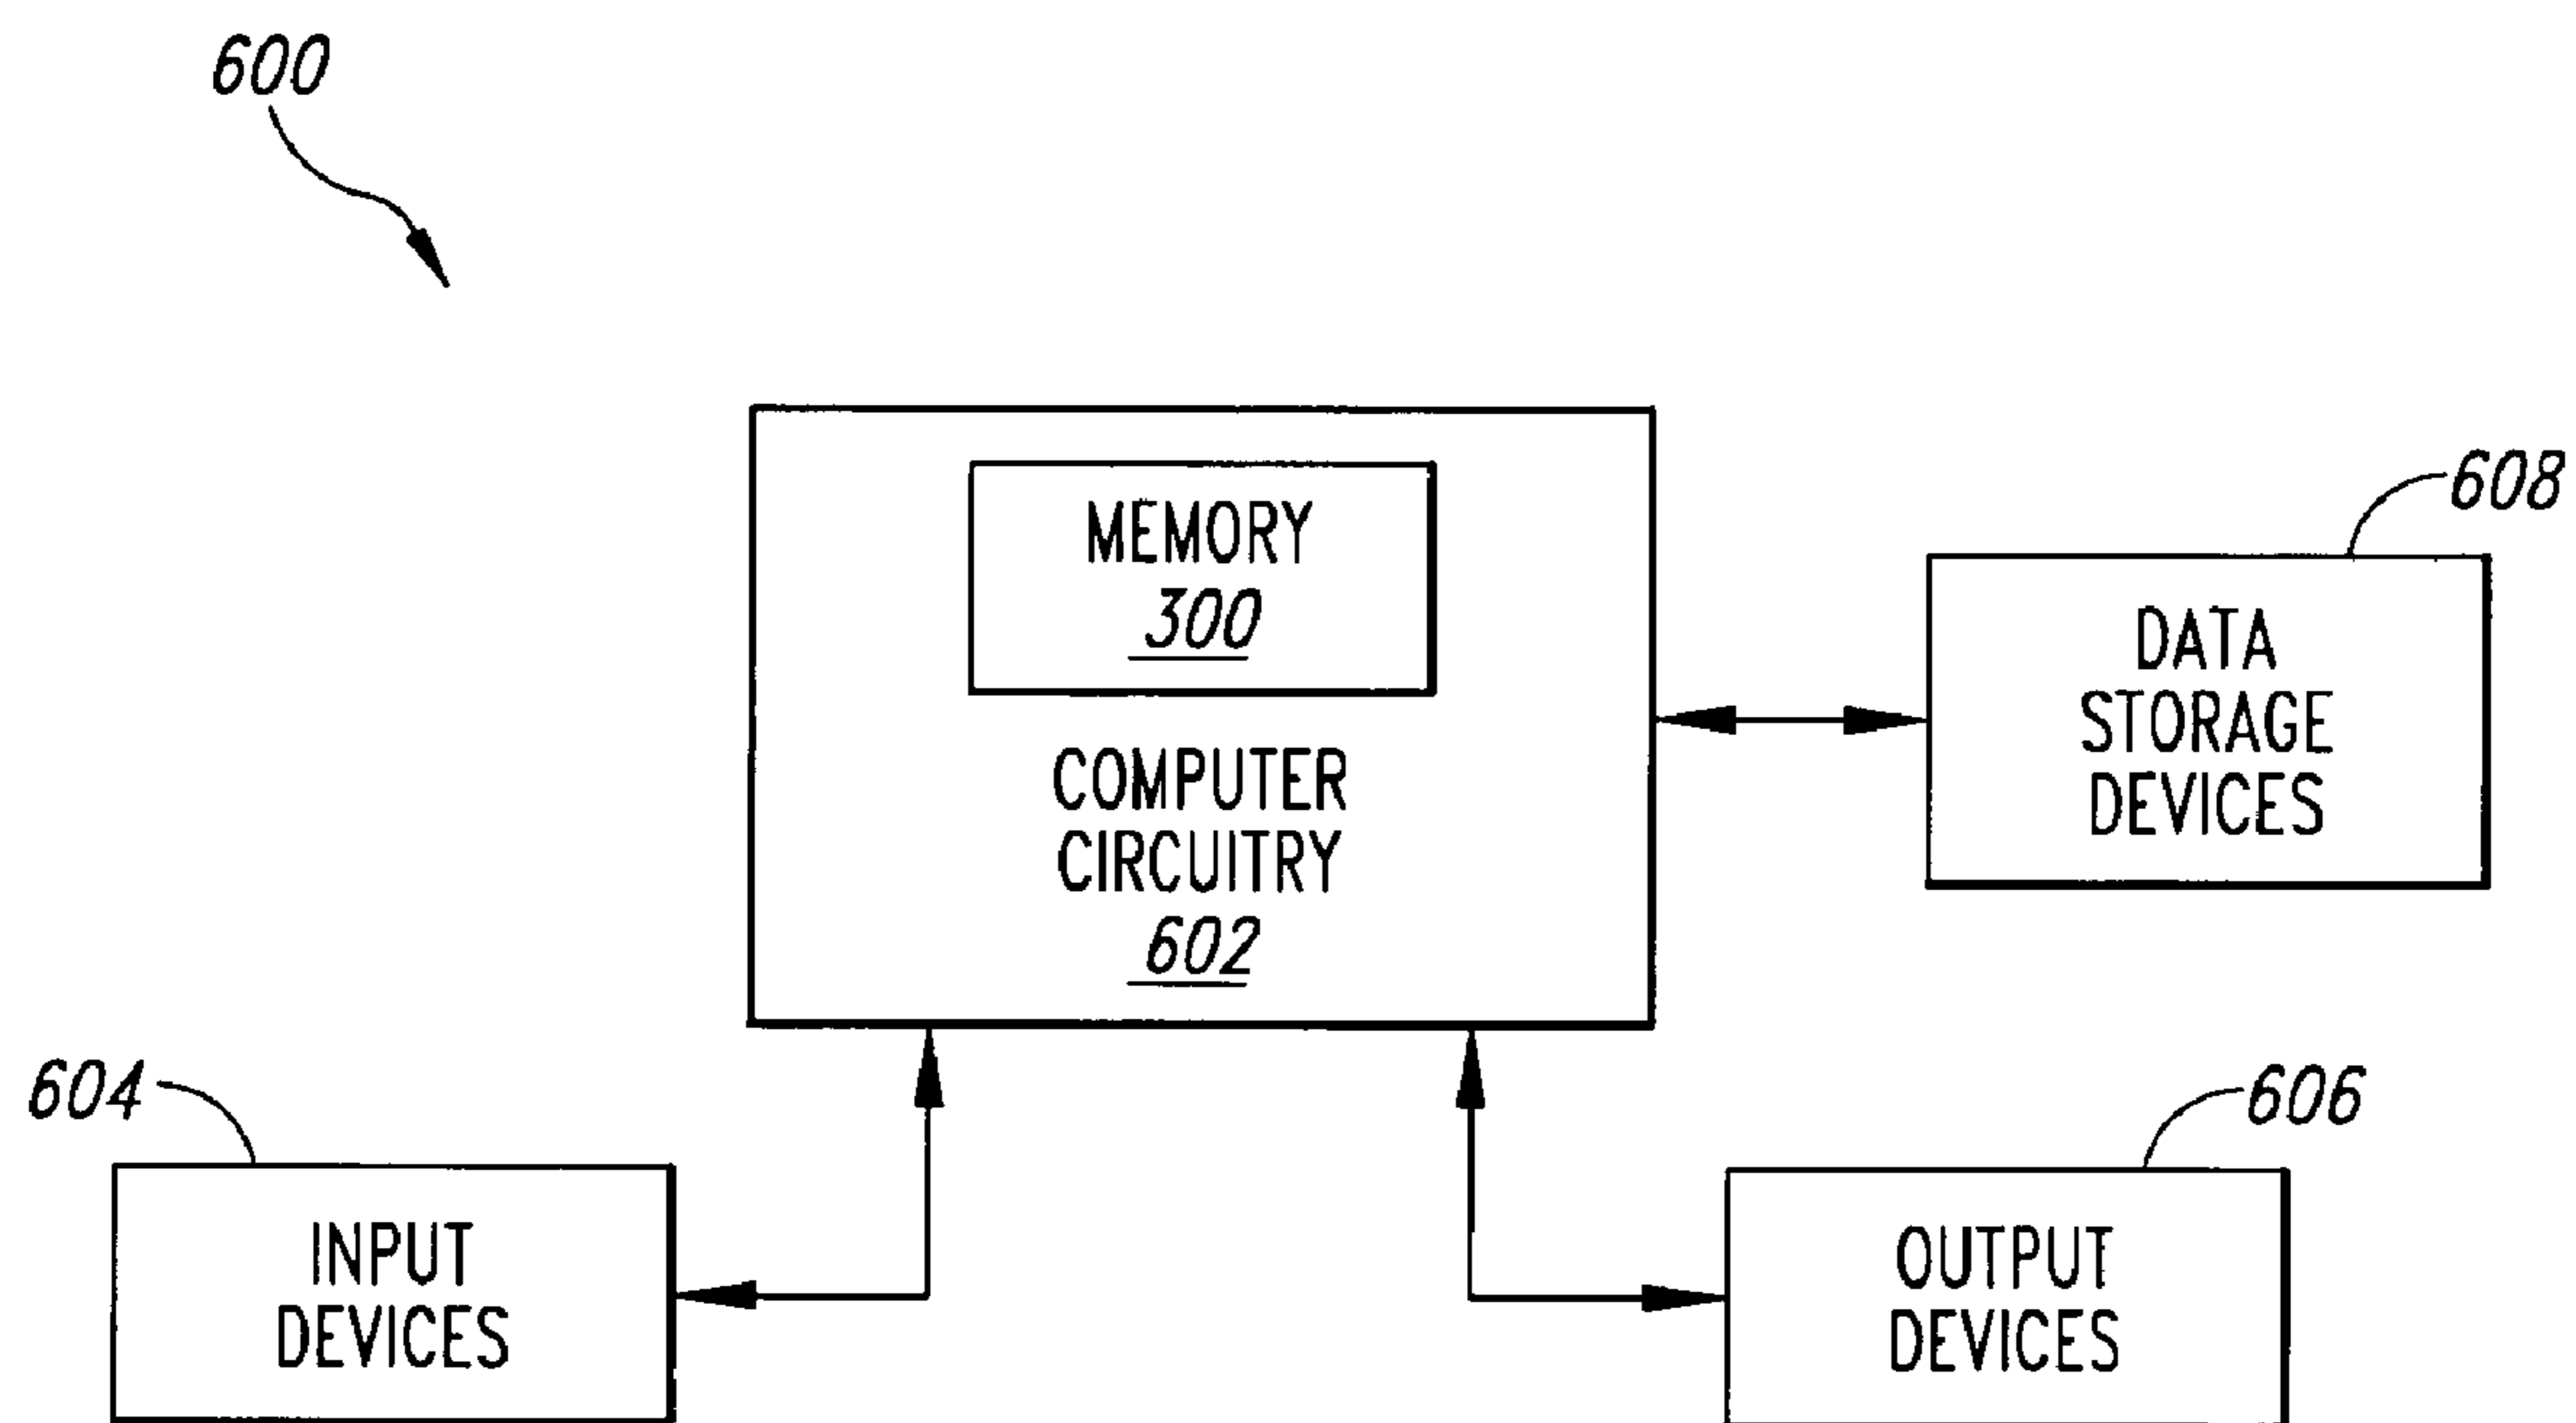 600
MEMORY
300
COMPUTER
CIRCUITRY
602
608
DATA
STORAGE
DEVICES
604
INPUT
DEVICES
606
OUTPUT
DEVICES